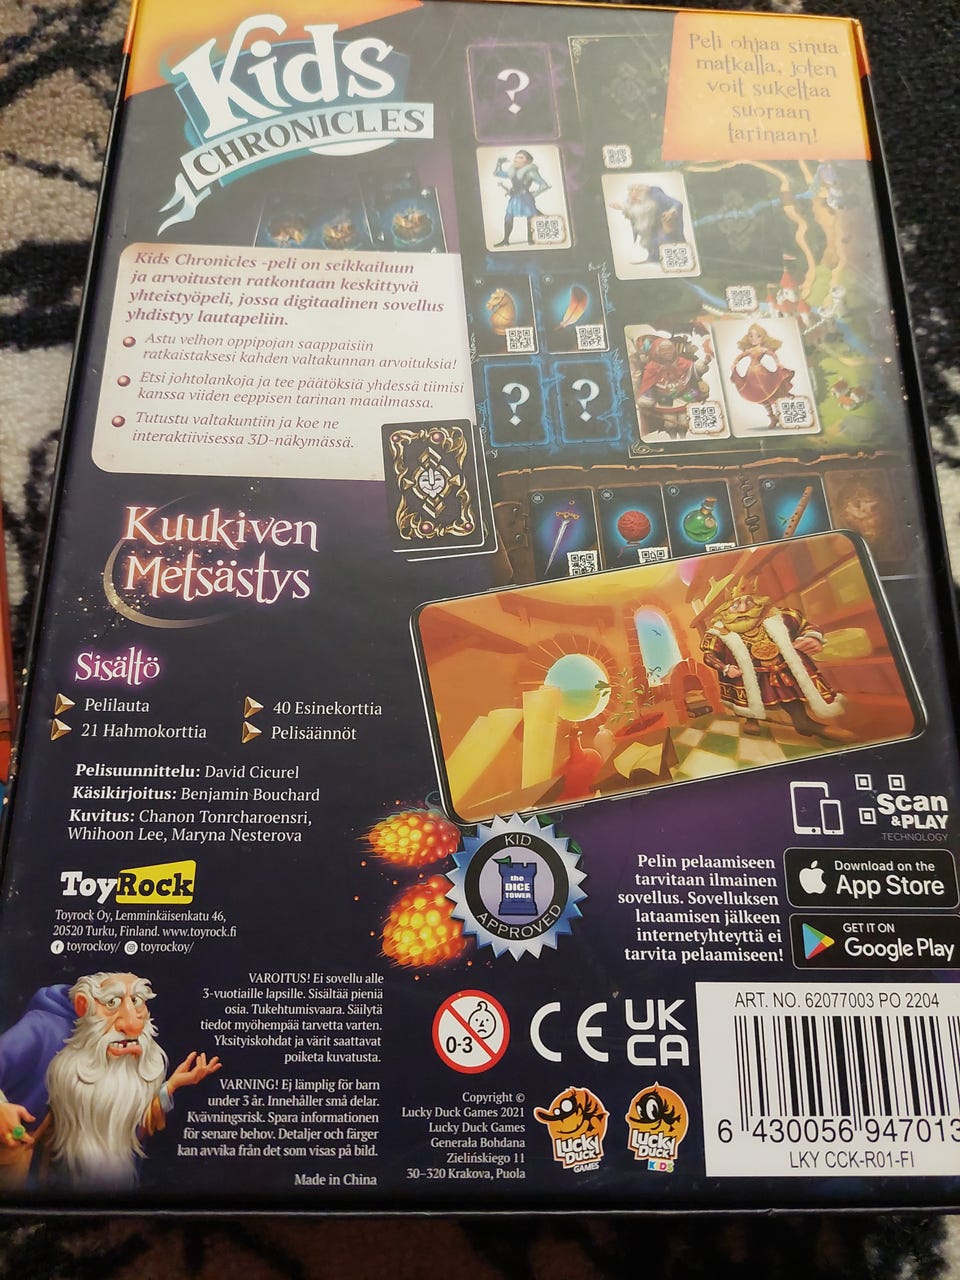 Kids
CHRONICLES
Peli ohjaa sinua
matkalla, joten
voit sukeltaa
suoraan
tarinaan!
?
Kids Chronicles -peli on seikkailuun
ja arvoitusten ratkontaan keskittyvä
yhteistyöpeli, jossa digitaalinen sovellus
yhdistyy lautapeliin.
Astu velhon oppipojan saappaisiin
ratkaistaksesi kahden valtakunnan arvoituksia!
Etsi johtolankoja ja tee päätöksiä yhdessä tiimisi
kanssa viiden eeppisen tarinan maailmassa.
Tutustu valtakuntiin ja koe ne
interaktiivisessa 3D-näkymässä.
? ?
Kuukiven
Metsästys
Sisältö
Pelilauta
21 Hahmokorttia
40 Esinekorttia
Pelisäännöt
Pelisuunnittelu: David Cicurel
Käsikirjoitus: Benjamin Bouchard
Kuvitus: Chanon Tonrcharoensri,
Whihoon Lee, Maryna Nesterova
ToyRock
Toyrock Oy, Lemminkäisenkatu 46,
20520 Turku, Finland. www.toyrock.fi
toyrockoy/ toyrockoy/
KID
the
DICE
TOWER
APPROVED
Scan
&PLAY
TECHNOLOGY
Pelin pelaamiseen
tarvitaan ilmainen
sovellus. Sovelluksen
lataamisen jälkeen
internetyhteyttä ei
tarvita pelaamiseen!
Download on the
App Store
GET IT ON
Google Play
VAROITUS! Ei sovellu alle
3-vuotiaille lapsille. Sisältää pieniä
osia. Tukehtumisvaara. Säilytä
tiedot myöhempää tarvetta varten.
Yksityiskohdat ja värit saattavat
poiketa kuvatusta.
VARNING! Ej lämplig för barn
under 3 år. Innehåller små delar.
Kvävningsrisk. Spara informationen
för senare behov. Detaljer och färger
kan avvika från det som visas på bild.
Made in China
0-3
CE
UK
CA
Copyright ©
Lucky Duck Games 2021
Lucky Duck Games
Generała Bohdana
Zielińskiego 11
30-320 Krakova, Puola
LUCKY
DUCK
GAMES
LUCKY
DUCK
KIDS
ART. NO. 62077003 PO 2204
6 430056 947013
LKY CCK-R01-FI